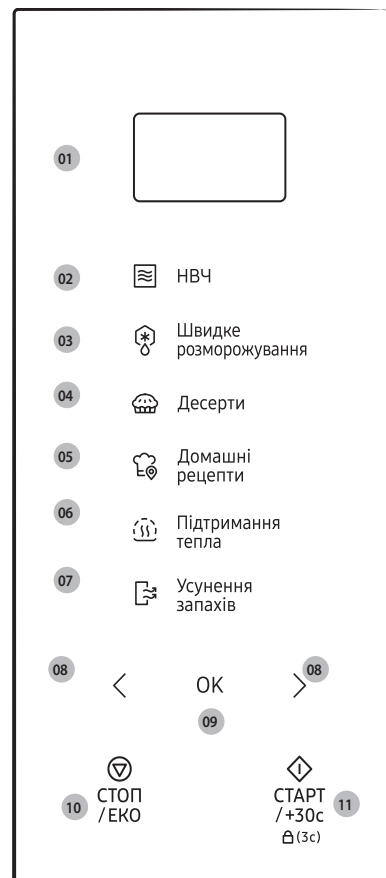 01
02 НВЧ
03 Швидке
розморожування
04 Десерти
05 Домашні
рецепти
06 Підтримання
тепла
07 Усунення
запахів
08 < OK > 08
09
10 СТОП
/ЕКО
11 СТАРТ
/+30с
(3с)